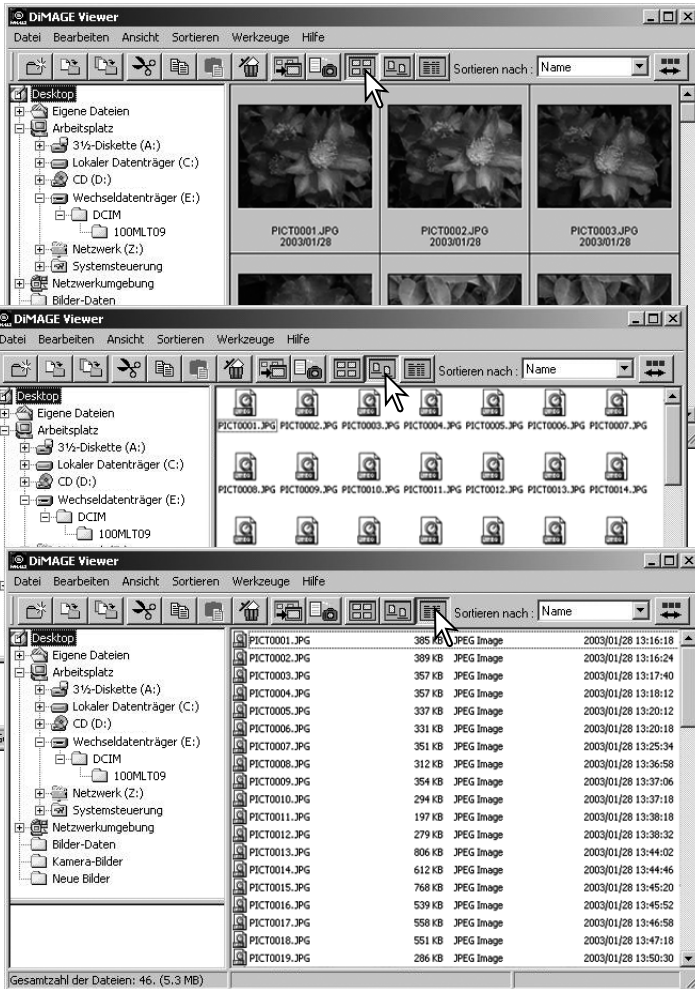 DiMAGE Viewer
Datei Bearbeiten Ansicht Sortieren Werkzeuge Hilfe
Sortieren nach : Name
Desktop
Eigene Dateien
Arbeitsplatz
3½-Diskette (A:)
Lokaler Datenträger (C:)
CD (D:)
Wechseldatenträger (E:)
DCIM
100MLT09
Netzwerk (Z:)
Systemsteuerung
Netzwerkumgebung
Bilder-Daten
PICT0001.JPG PICT0002.JPG PICT0003.JPG
2003/01/28 2003/01/28 2003/01/28
DiMAGE Viewer
Datei Bearbeiten Ansicht Sortieren Werkzeuge Hilfe
Sortieren nach : Name
Desktop
Eigene Dateien
Arbeitsplatz
3½-Diskette (A:)
Lokaler Datenträger (C:)
CD (D:)
Wechseldatenträger (E:)
DCIM
100MLT09
PICT0001.JPG PICT0002.JPG PICT0003.JPG PICT0004.JPG PICT0005.JPG PICT0006.JPG PICT0007.JPG
PICT0008.JPG PICT0009.JPG PICT0010.JPG PICT0011.JPG PICT0012.JPG PICT0013.JPG PICT0014.JPG
DiMAGE Viewer
Datei Bearbeiten Ansicht Sortieren Werkzeuge Hilfe
Sortieren nach : Name
Desktop
Eigene Dateien
Arbeitsplatz
3½-Diskette (A:)
Lokaler Datenträger (C:)
CD (D:)
Wechseldatenträger (E:)
DCIM
100MLT09
Netzwerk (Z:)
Systemsteuerung
Netzwerkumgebung
Bilder-Daten
Kamera-Bilder
Neue Bilder
PICT0001.JPG 385 KB JPEG Image 2003/01/28 13:16:18
PICT0002.JPG 389 KB JPEG Image 2003/01/28 13:16:24
PICT0003.JPG 357 KB JPEG Image 2003/01/28 13:17:40
PICT0004.JPG 357 KB JPEG Image 2003/01/28 13:18:12
PICT0005.JPG 337 KB JPEG Image 2003/01/28 13:20:12
PICT0006.JPG 331 KB JPEG Image 2003/01/28 13:20:18
PICT0007.JPG 351 KB JPEG Image 2003/01/28 13:25:34
PICT0008.JPG 312 KB JPEG Image 2003/01/28 13:36:58
PICT0009.JPG 354 KB JPEG Image 2003/01/28 13:37:06
PICT0010.JPG 294 KB JPEG Image 2003/01/28 13:37:18
PICT0011.JPG 197 KB JPEG Image 2003/01/28 13:38:18
PICT0012.JPG 279 KB JPEG Image 2003/01/28 13:38:32
PICT0013.JPG 806 KB JPEG Image 2003/01/28 13:44:02
PICT0014.JPG 612 KB JPEG Image 2003/01/28 13:44:46
PICT0015.JPG 768 KB JPEG Image 2003/01/28 13:45:20
PICT0016.JPG 539 KB JPEG Image 2003/01/28 13:45:52
PICT0017.JPG 558 KB JPEG Image 2003/01/28 13:46:58
PICT0018.JPG 551 KB JPEG Image 2003/01/28 13:47:18
PICT0019.JPG 286 KB JPEG Image 2003/01/28 13:50:30
Gesamtzahl der Dateien: 46. (5.3 MB)